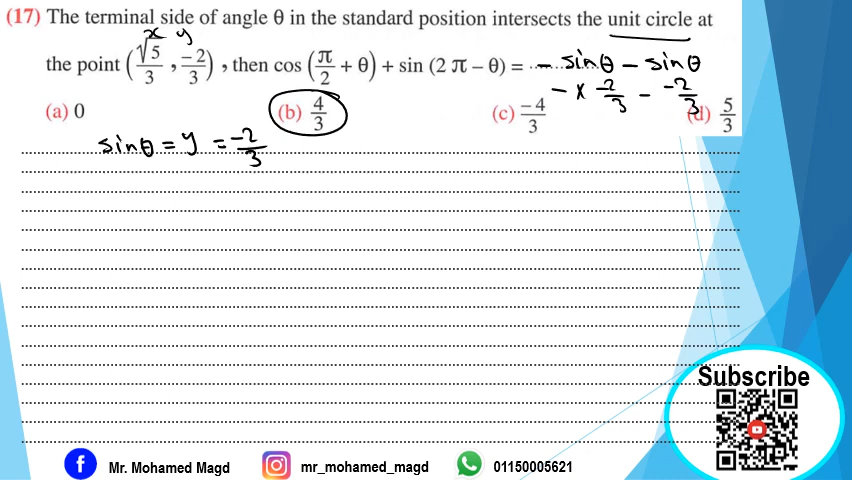 (17) The terminal side of angle θ in the standard position intersects the unit circle at
x y
the point (√5/3 , -2/3) , then cos (π/2 + θ) + sin (2 π – θ) = ...
- sinθ - sinθ
- × -2/3 - -2/3
(a) 0 (b) 4/3 (c) -4/3 (d) 5/3
sinθ = y = -2/3
Subscribe
Mr. Mohamed Magd mr_mohamed_magd 01150005621